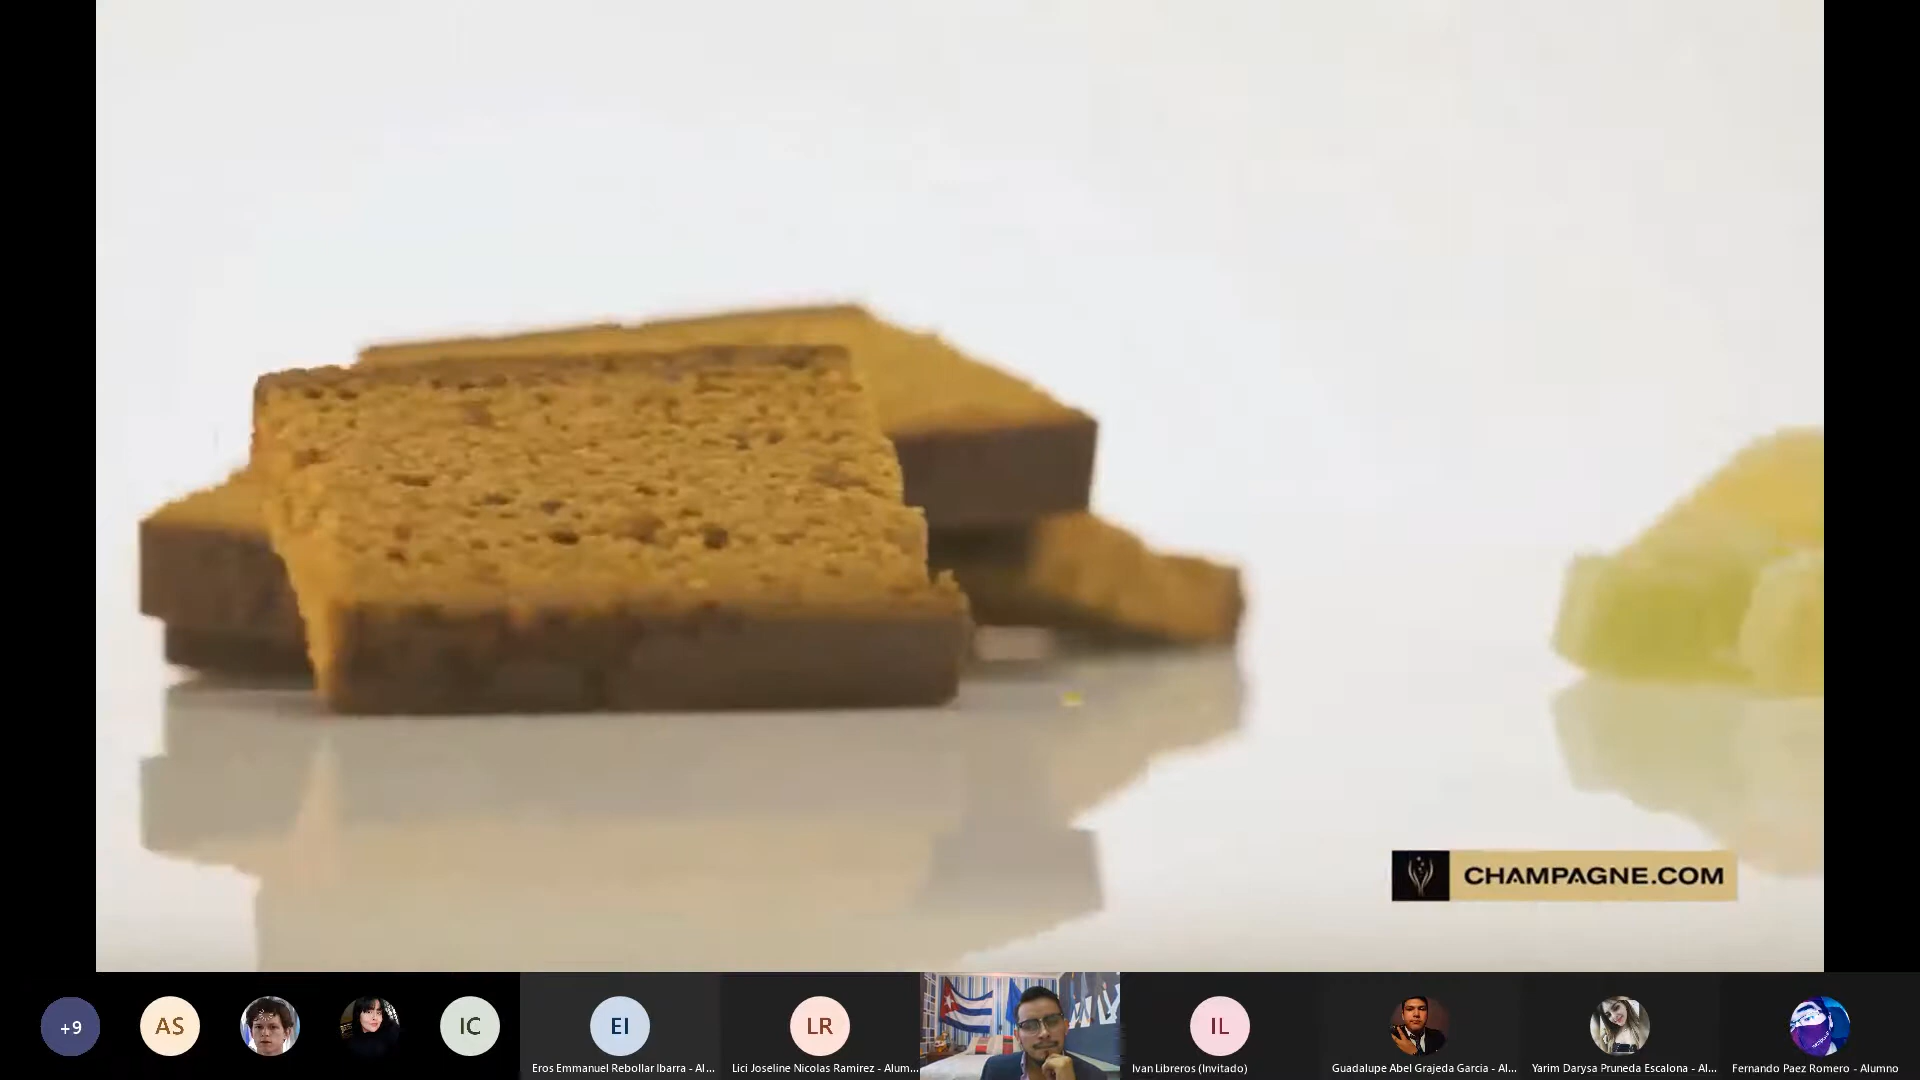 CHAMPAGNE.COM
+9
AS
IC
EI
LR
IL
Eros Emmanuel Rebollar Ibarra - Al...
Lici Joseline Nicolas Ramirez - Alum...
Ivan Libreros (Invitado)
Guadalupe Abel Grajeda Garcia - Al...
Yarim Darysa Pruneda Escalona - Al...
Fernando Paez Romero - Alumno